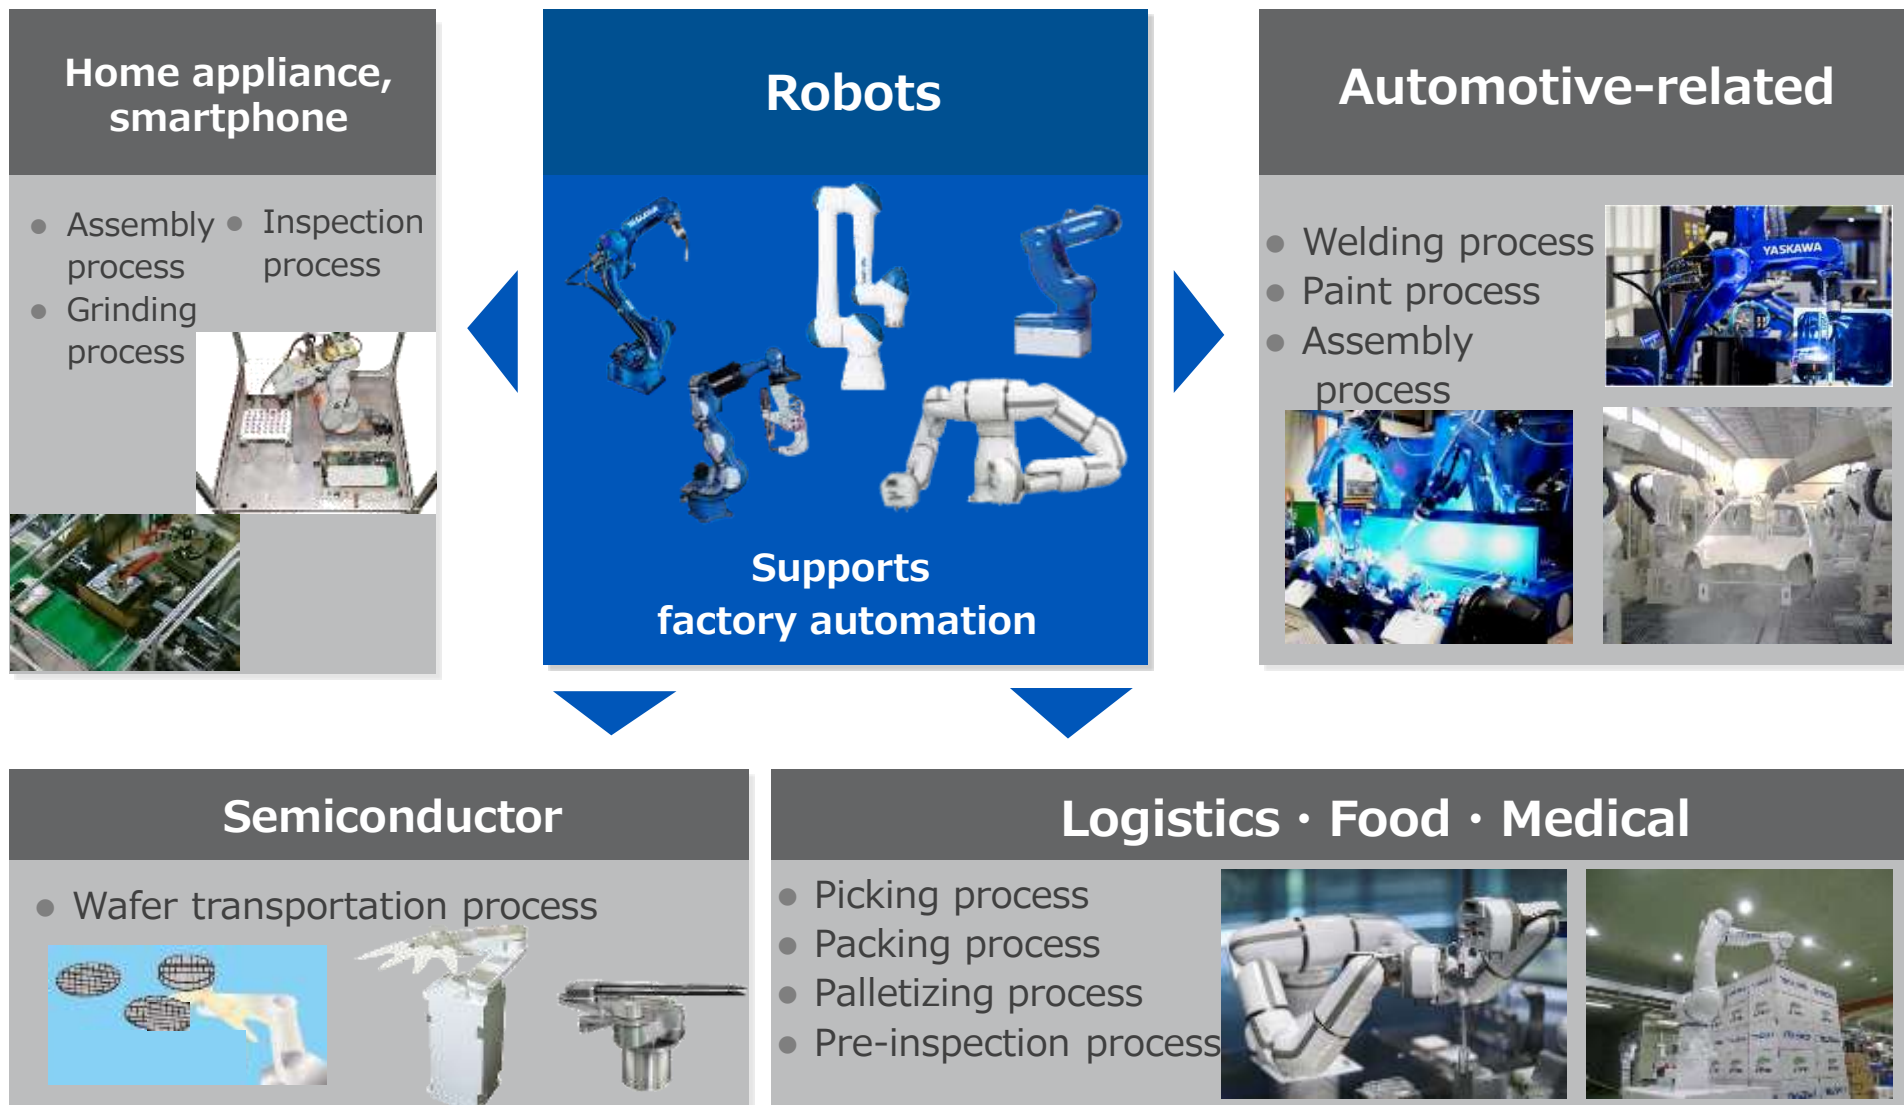 Home appliance,
smartphone
● Assembly
process
● Grinding
process
● Inspection
process
Robots
Supports
factory automation
Automotive-related
● Welding process
● Paint process
● Assembly
process
YASKAWA
Semiconductor
● Wafer transportation process
Logistics・Food・Medical
● Picking process
● Packing process
● Palletizing process
● Pre-inspection process